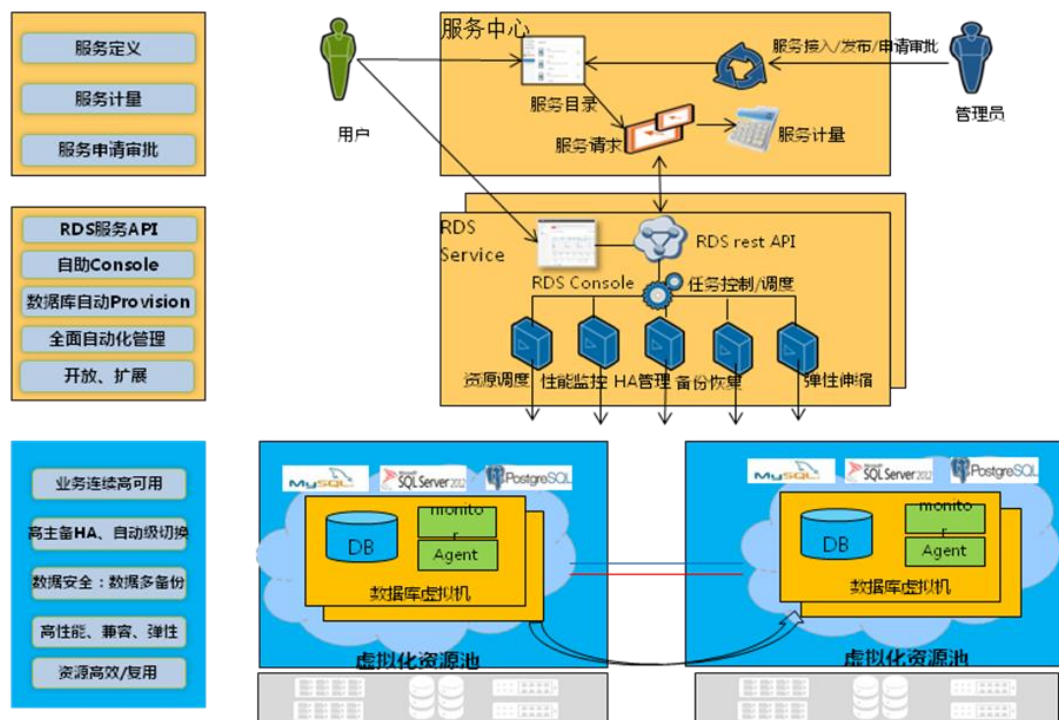 服务定义
服务计量
服务申请审批
RDS服务API
自助Console
数据库自动Provision
全面自动化管理
开放、扩展
业务连续高可用
高主备HA、自动级切换
数据安全：数据多备份
高性能、兼容、弹性
资源高效/复用
用户
服务中心
服务接入/发布/申请审批
管理员
服务目录
服务请求
服务计量
RDS
Service
RDS rest API
RDS Console
任务控制/调度
资源调度
性能监控
HA管理
备份恢复
弹性伸缩
MySQL
Microsoft
SQL Server 2012
PostgreSQL
DB
monito
r
Agent
数据库虚拟机
虚拟化资源池
MySQL
Microsoft
SQL Server 2012
PostgreSQL
DB
monito
r
Agent
数据库虚拟机
虚拟化资源池